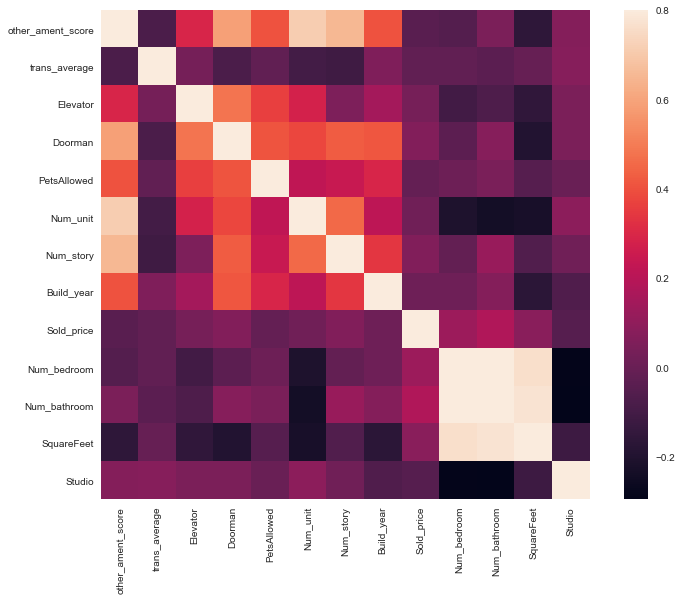 other_ament_score
trans_average
Elevator
Doorman
PetsAllowed
Num_unit
Num_story
Build_year
Sold_price
Num_bedroom
Num_bathroom
SquareFeet
Studio
other_ament_score
trans_average
Elevator
Doorman
PetsAllowed
Num_unit
Num_story
Build_year
Sold_price
Num_bedroom
Num_bathroom
SquareFeet
Studio
0.8
0.6
0.4
0.2
0.0
−0.2